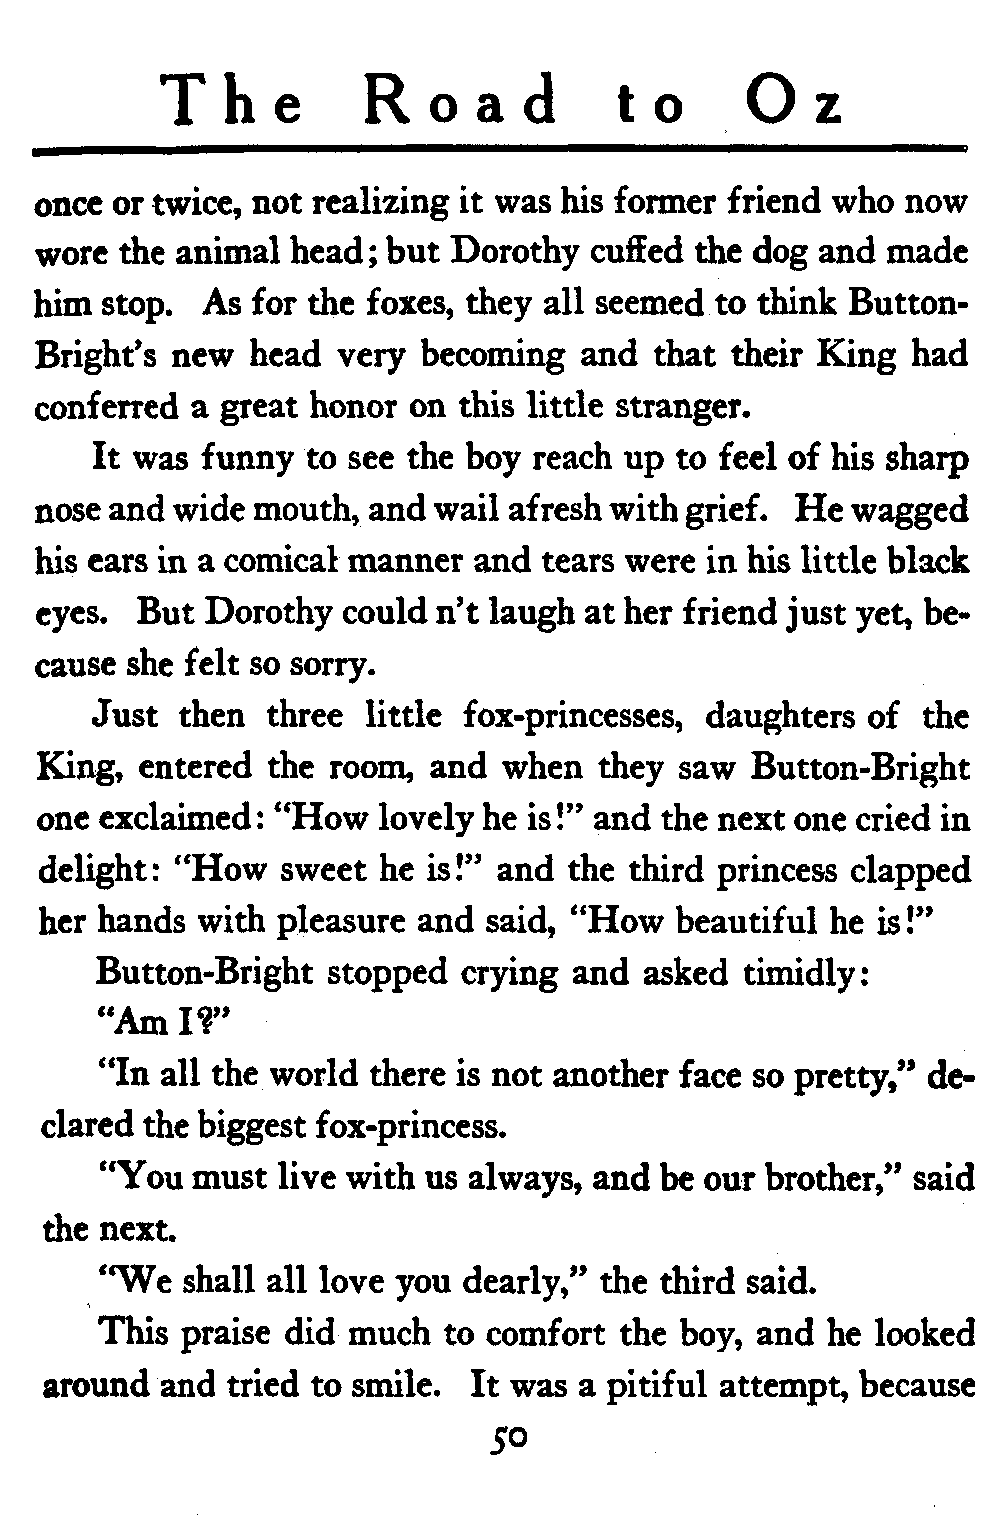 The Road to Oz
once or twice, not realizing it was his former friend who now
wore the animal head; but Dorothy cuffed the dog and made
him stop. As for the foxes, they all seemed to think Button-
Bright's new head very becoming and that their King had
conferred a great honor on this little stranger.
It was funny to see the boy reach up to feel of his sharp
nose and wide mouth, and wail afresh with grief. He wagged
his ears in a comical manner and tears were in his little black
eyes. But Dorothy could n't laugh at her friend just yet, be-
cause she felt so sorry.
Just then three little fox-princesses, daughters of the
King, entered the room, and when they saw Button-Bright
one exclaimed: “How lovely he is!” and the next one cried in
delight: “How sweet he is!” and the third princess clapped
her hands with pleasure and said, “How beautiful he is!”
Button-Bright stopped crying and asked timidly:
“Am I?”
“In all the world there is not another face so pretty,” de-
clared the biggest fox-princess.
“You must live with us always, and be our brother,” said
the next.
“We shall all love you dearly,” the third said.
This praise did much to comfort the boy, and he looked
around and tried to smile. It was a pitiful attempt, because
50